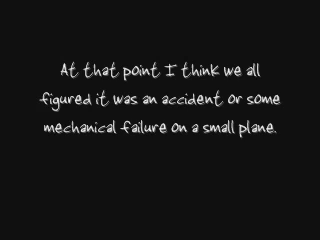 At that point I think we all
figured it was an accident or some
mechanical failure on a small plane.